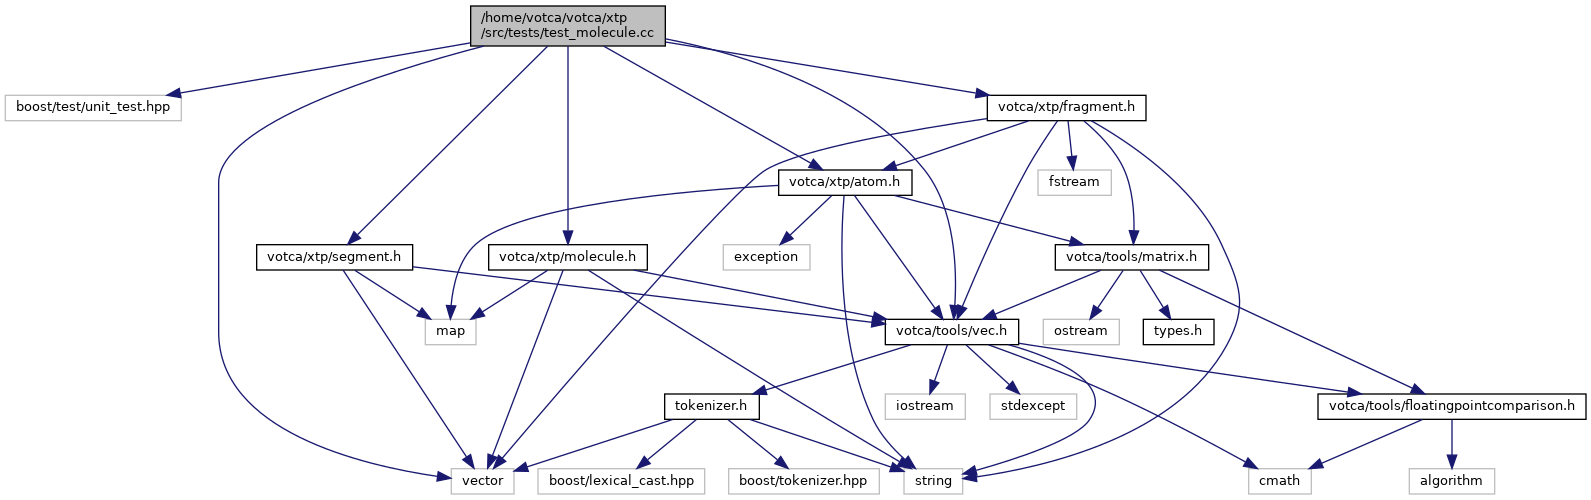 /home/votca/votca/xtp
/src/tests/test_molecule.cc
boost/test/unit_test.hpp
votca/xtp/fragment.h
votca/xtp/atom.h
fstream
votca/xtp/segment.h
votca/xtp/molecule.h
exception
votca/tools/matrix.h
map
votca/tools/vec.h
ostream
types.h
tokenizer.h
iostream
stdexcept
votca/tools/floatingpointcomparison.h
vector
boost/lexical_cast.hpp
boost/tokenizer.hpp
string
cmath
algorithm